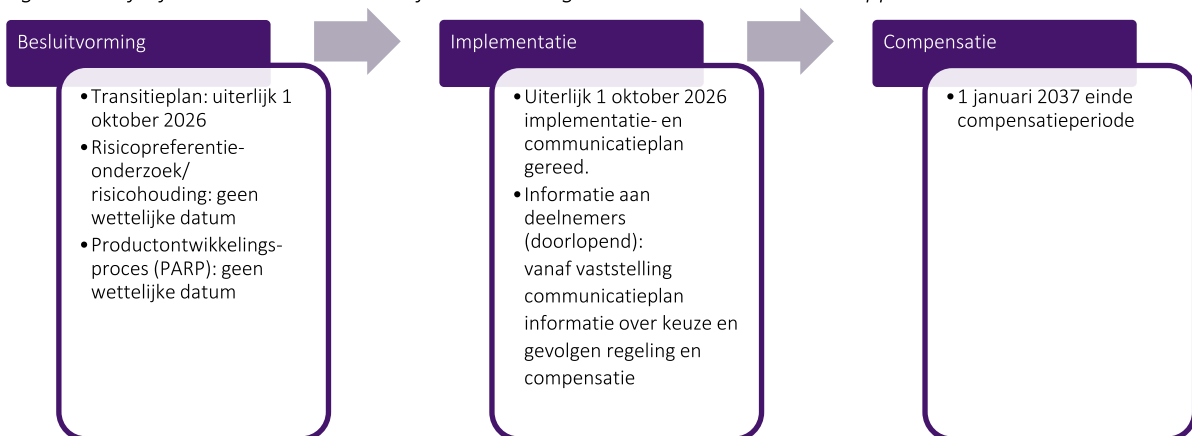 Besluitvorming
•Transitieplan: uiterlijk 1
oktober 2026
•Risicopreferentie-
onderzoek/
risicohouding: geen
wettelijke datum
•Productontwikkelings-
proces (PARP): geen
wettelijke datum
Implementatie
•Uiterlijk 1 oktober 2026
implementatie- en
communicatieplan
gereed.
•Informatie aan
deelnemers
(doorlopend):
vanaf vaststelling
communicatieplan
informatie over keuze en
gevolgen regeling en
compensatie
Compensatie
•1 januari 2037 einde
compensatieperiode